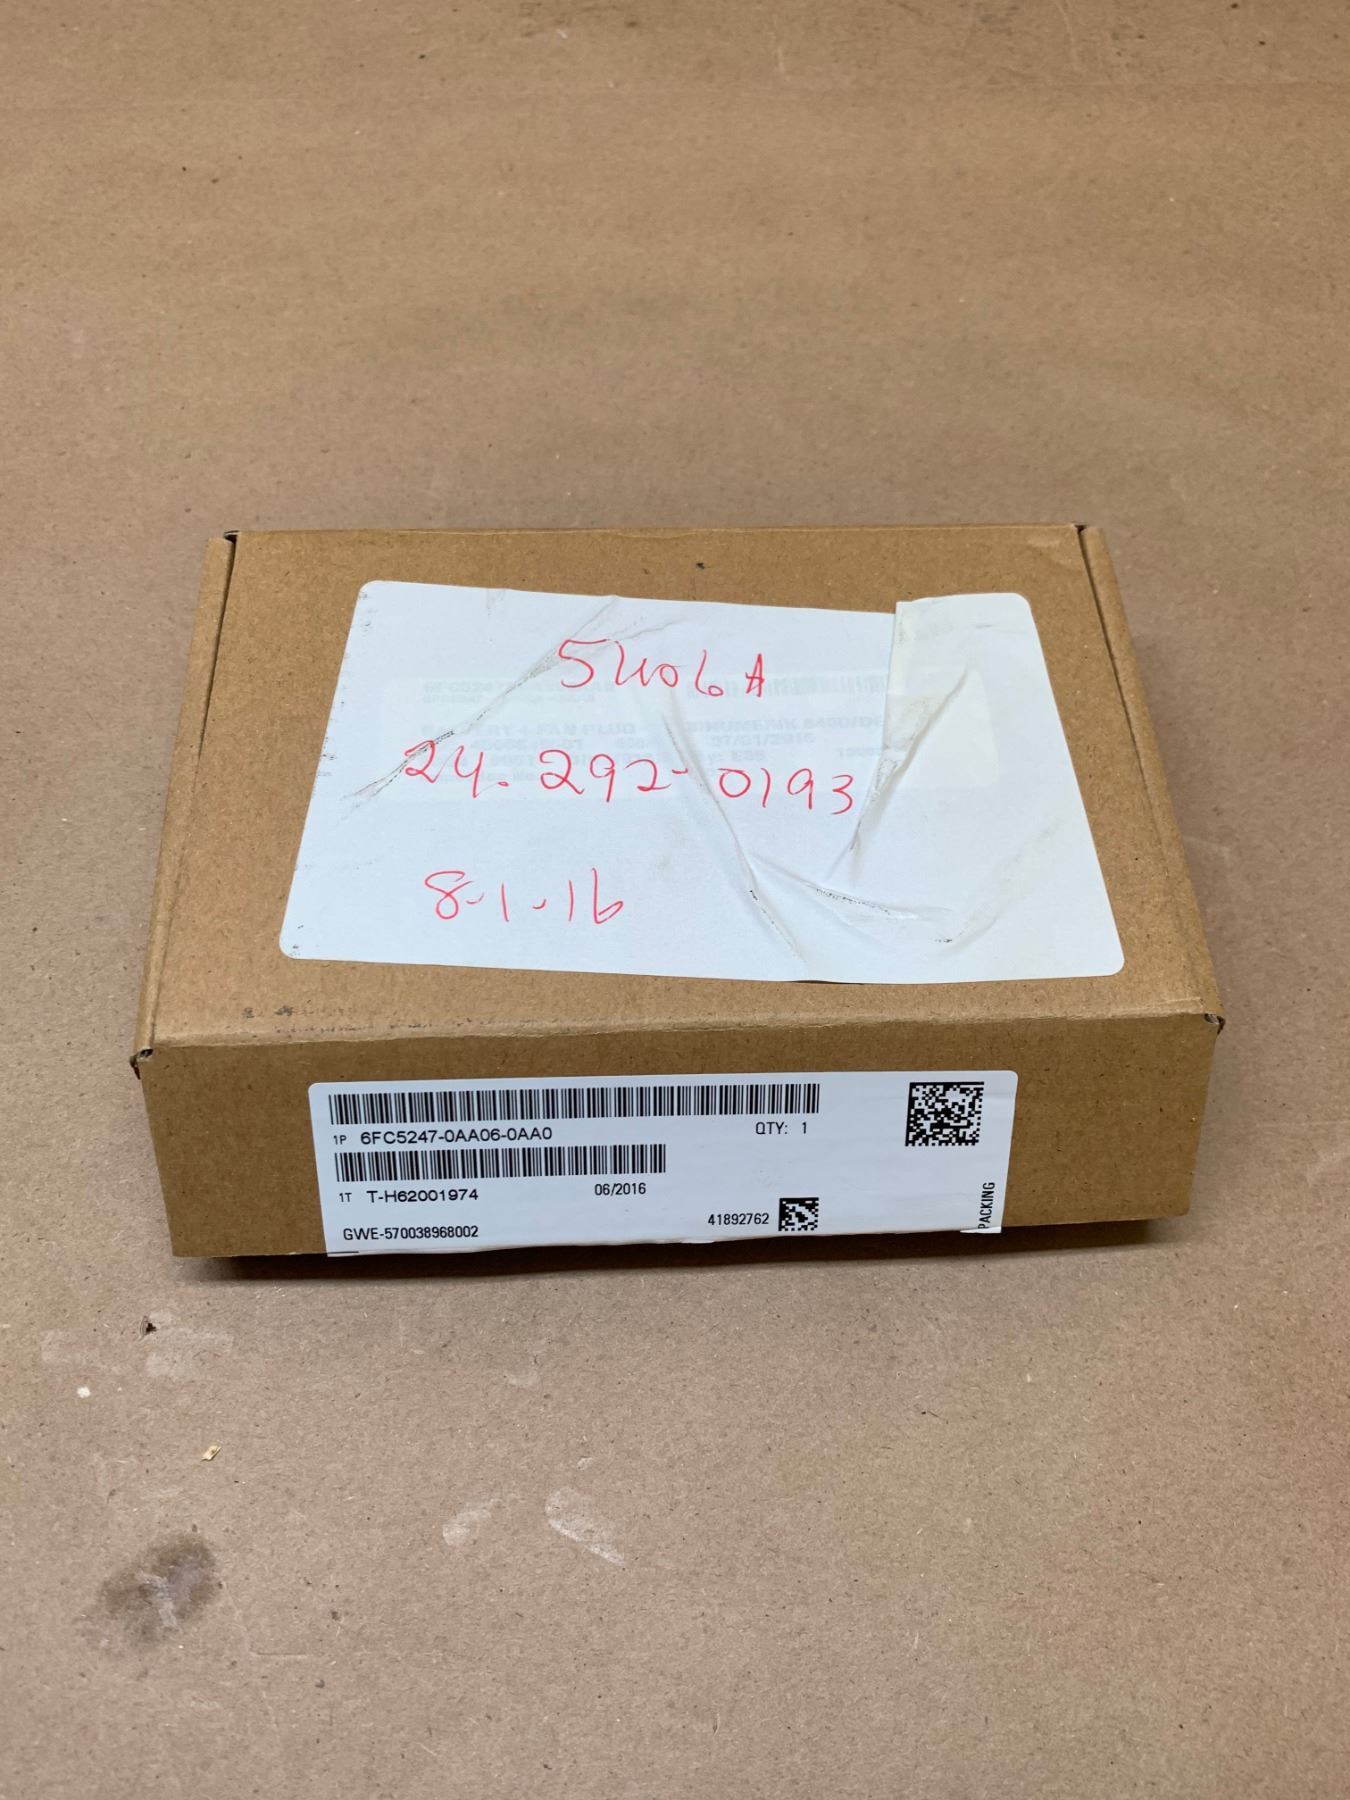 5406A
24.292-0193
8-1-16
1P 6FC5247-0AA06-0AA0 QTY: 1
1T T-H62001974 06/2016
GWE-570038968002 41892762
PACKING